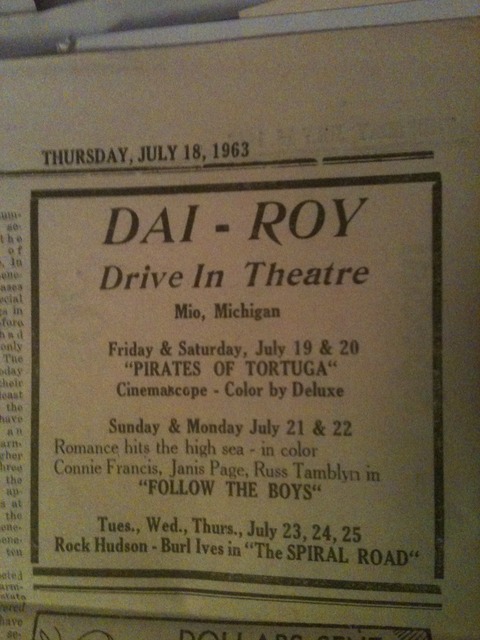 THURSDAY, JULY 18, 1963
DAI - ROY
Drive In Theatre
Mio, Michigan
Friday & Saturday, July 19 & 20
"PIRATES OF TORTUGA"
Cinemascope - Color by Deluxe
Sunday & Monday July 21 & 22
Romance hits the high sea - in color
Connie Francis, Janis Page, Russ Tamblyn in
"FOLLOW THE BOYS"
Tues., Wed., Thurs., July 23, 24, 25
Rock Hudson - Burl Ives in "The SPIRAL ROAD"